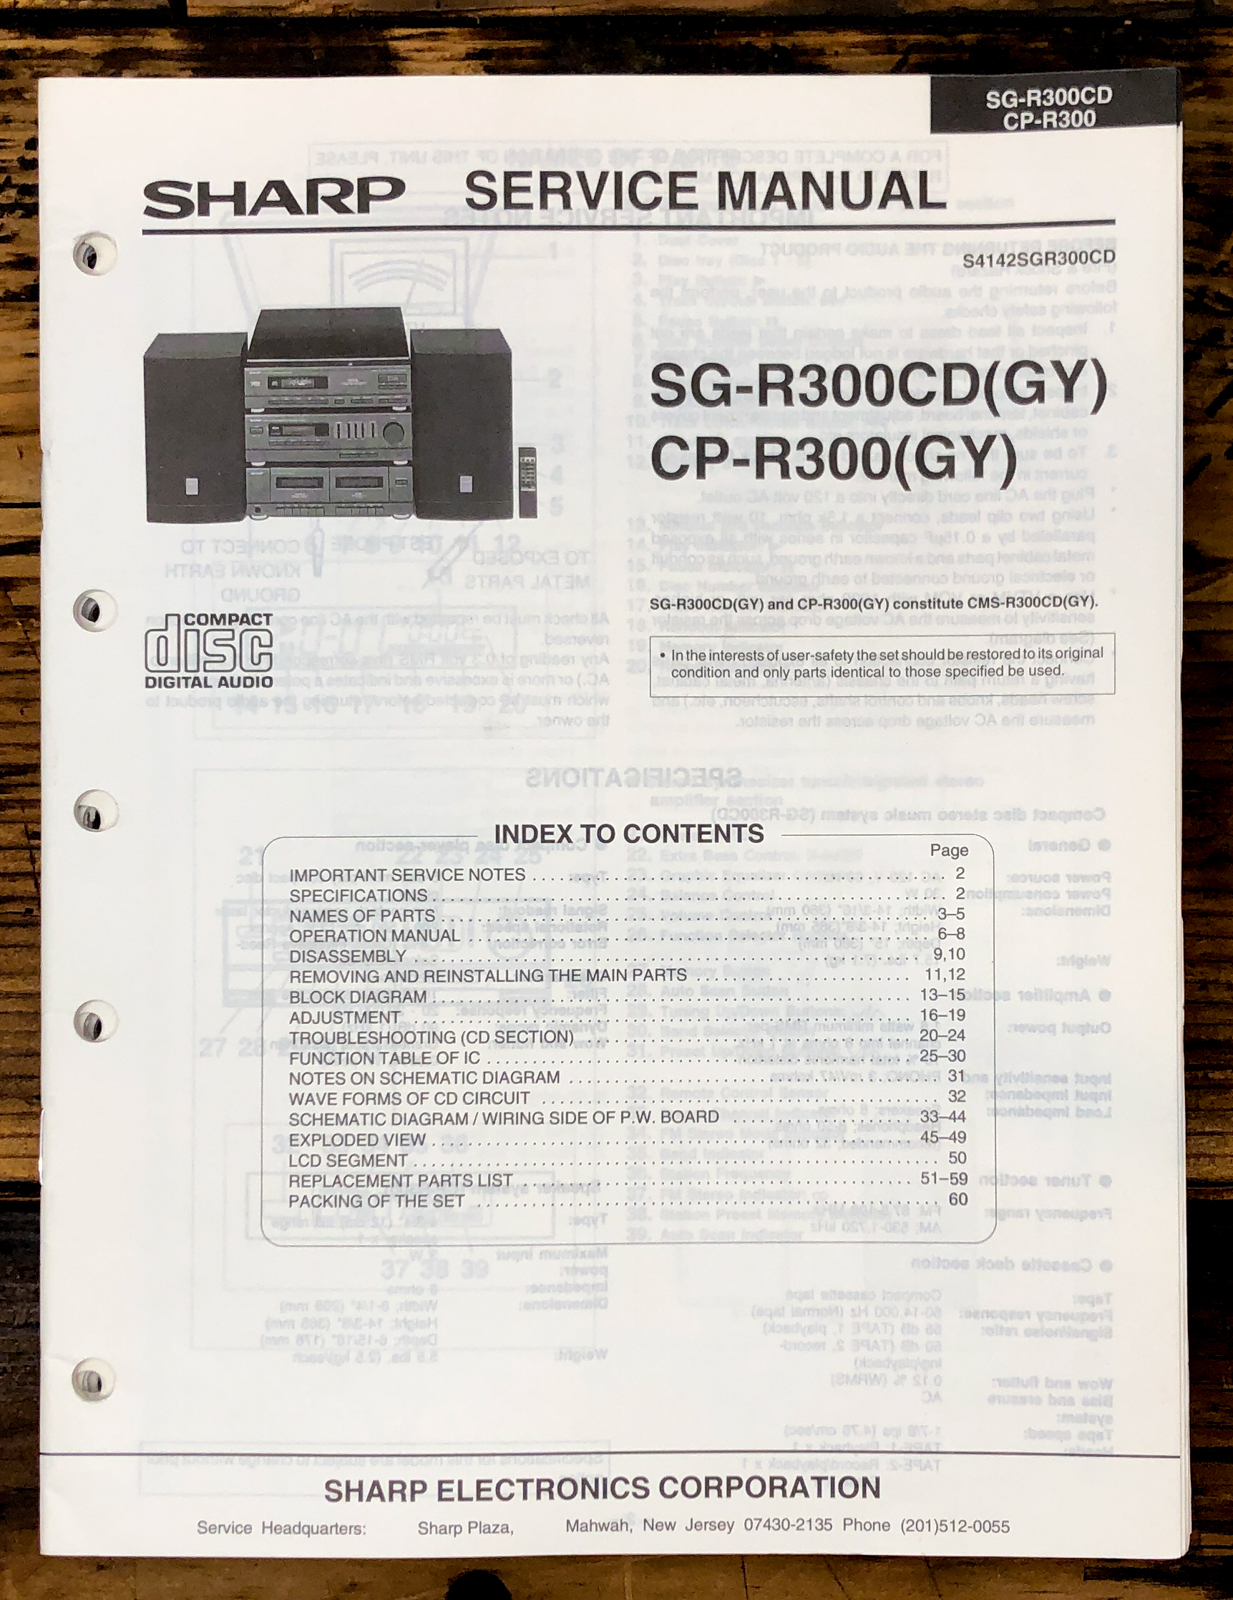 SG-R300CD
CP-R300
SHARP SERVICE MANUAL
S4142SGR300CD
SG-R300CD(GY)
CP-R300(GY)
SG-R300CD(GY) and CP-R300(GY) constitute CMS-R300CD(GY).
• In the interests of user-safety the set should be restored to its original
condition and only parts identical to those specified be used.
COMPACT
disc
DIGITAL AUDIO
INDEX TO CONTENTS
Page
IMPORTANT SERVICE NOTES . . . . . . . . . . . . . . . . . . . . 2
SPECIFICATIONS . . . . . . . . . . . . . . . . . . . . 2
NAMES OF PARTS . . . . . . . . . . . . . . . . . . . . 3–5
OPERATION MANUAL . . . . . . . . . . . . . . . . . . . . 6–8
DISASSEMBLY . . . . . . . . . . . . . . . . . . . . 9,10
REMOVING AND REINSTALLING THE MAIN PARTS . . . . . . . . . . . . . . . . . . . . 11,12
BLOCK DIAGRAM . . . . . . . . . . . . . . . . . . . . 13–15
ADJUSTMENT . . . . . . . . . . . . . . . . . . . . 16–19
TROUBLESHOOTING (CD SECTION) . . . . . . . . . . . . . . . . . . . . 20–24
FUNCTION TABLE OF IC . . . . . . . . . . . . . . . . . . . . 25–30
NOTES ON SCHEMATIC DIAGRAM . . . . . . . . . . . . . . . . . . . . 31
WAVE FORMS OF CD CIRCUIT . . . . . . . . . . . . . . . . . . . . 32
SCHEMATIC DIAGRAM / WIRING SIDE OF P.W. BOARD . . . . . . . . . . . . . . . . . . . . 33–44
EXPLODED VIEW . . . . . . . . . . . . . . . . . . . . 45–49
LCD SEGMENT . . . . . . . . . . . . . . . . . . . . 50
REPLACEMENT PARTS LIST . . . . . . . . . . . . . . . . . . . . 51–59
PACKING OF THE SET . . . . . . . . . . . . . . . . . . . . 60
SHARP ELECTRONICS CORPORATION
Service Headquarters: Sharp Plaza, Mahwah, New Jersey 07430-2135 Phone (201)512-0055